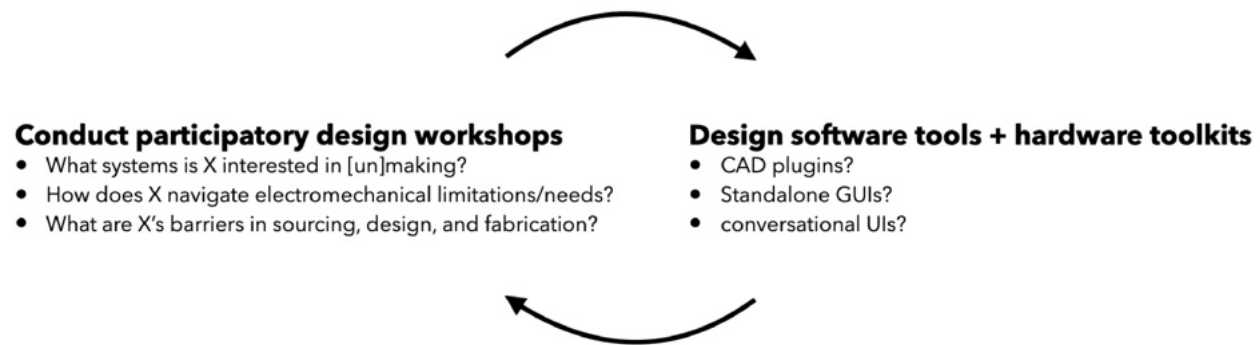 Conduct participatory design workshops
• What systems is X interested in [un]making?
• How does X navigate electromechanical limitations/needs?
• What are X's barriers in sourcing, design, and fabrication?
Design software tools + hardware toolkits
• CAD plugins?
• Standalone GUIs?
• conversational UIs?